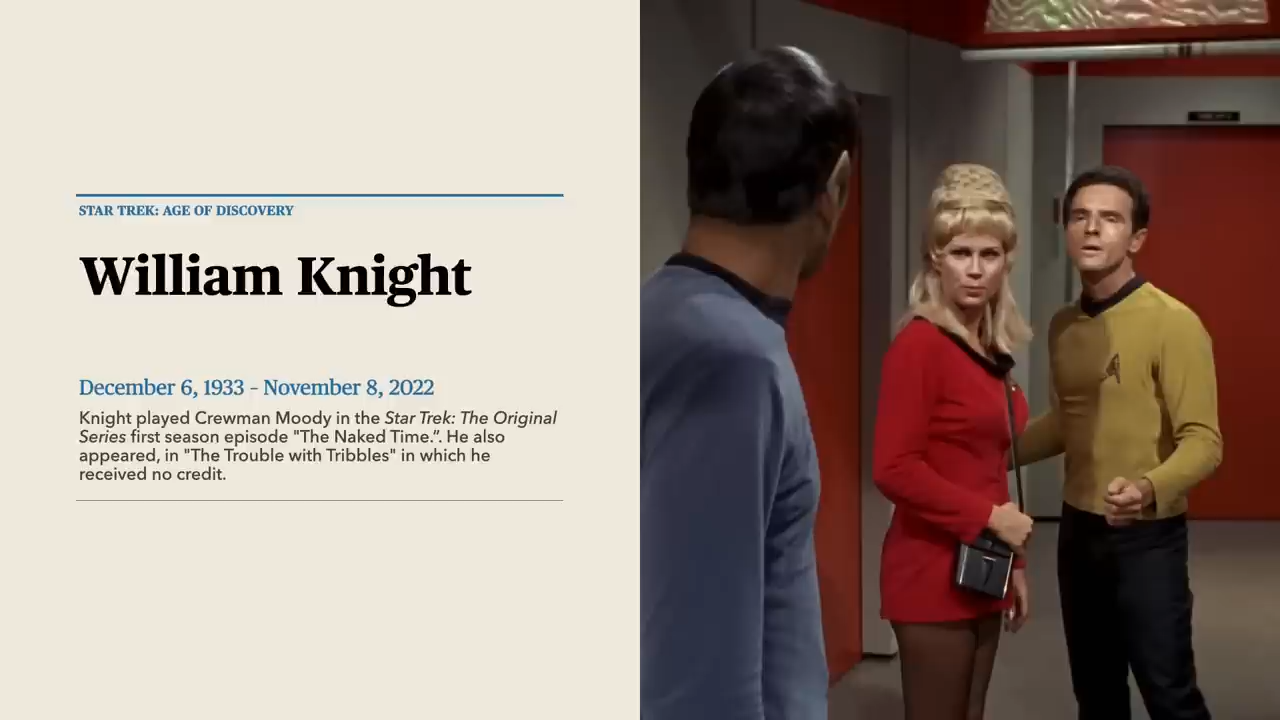 STAR TREK: AGE OF DISCOVERY
William Knight
December 6, 1933 - November 8, 2022
Knight played Crewman Moody in the Star Trek: The Original
Series first season episode "The Naked Time.”. He also
appeared, in "The Trouble with Tribbles" in which he
received no credit.